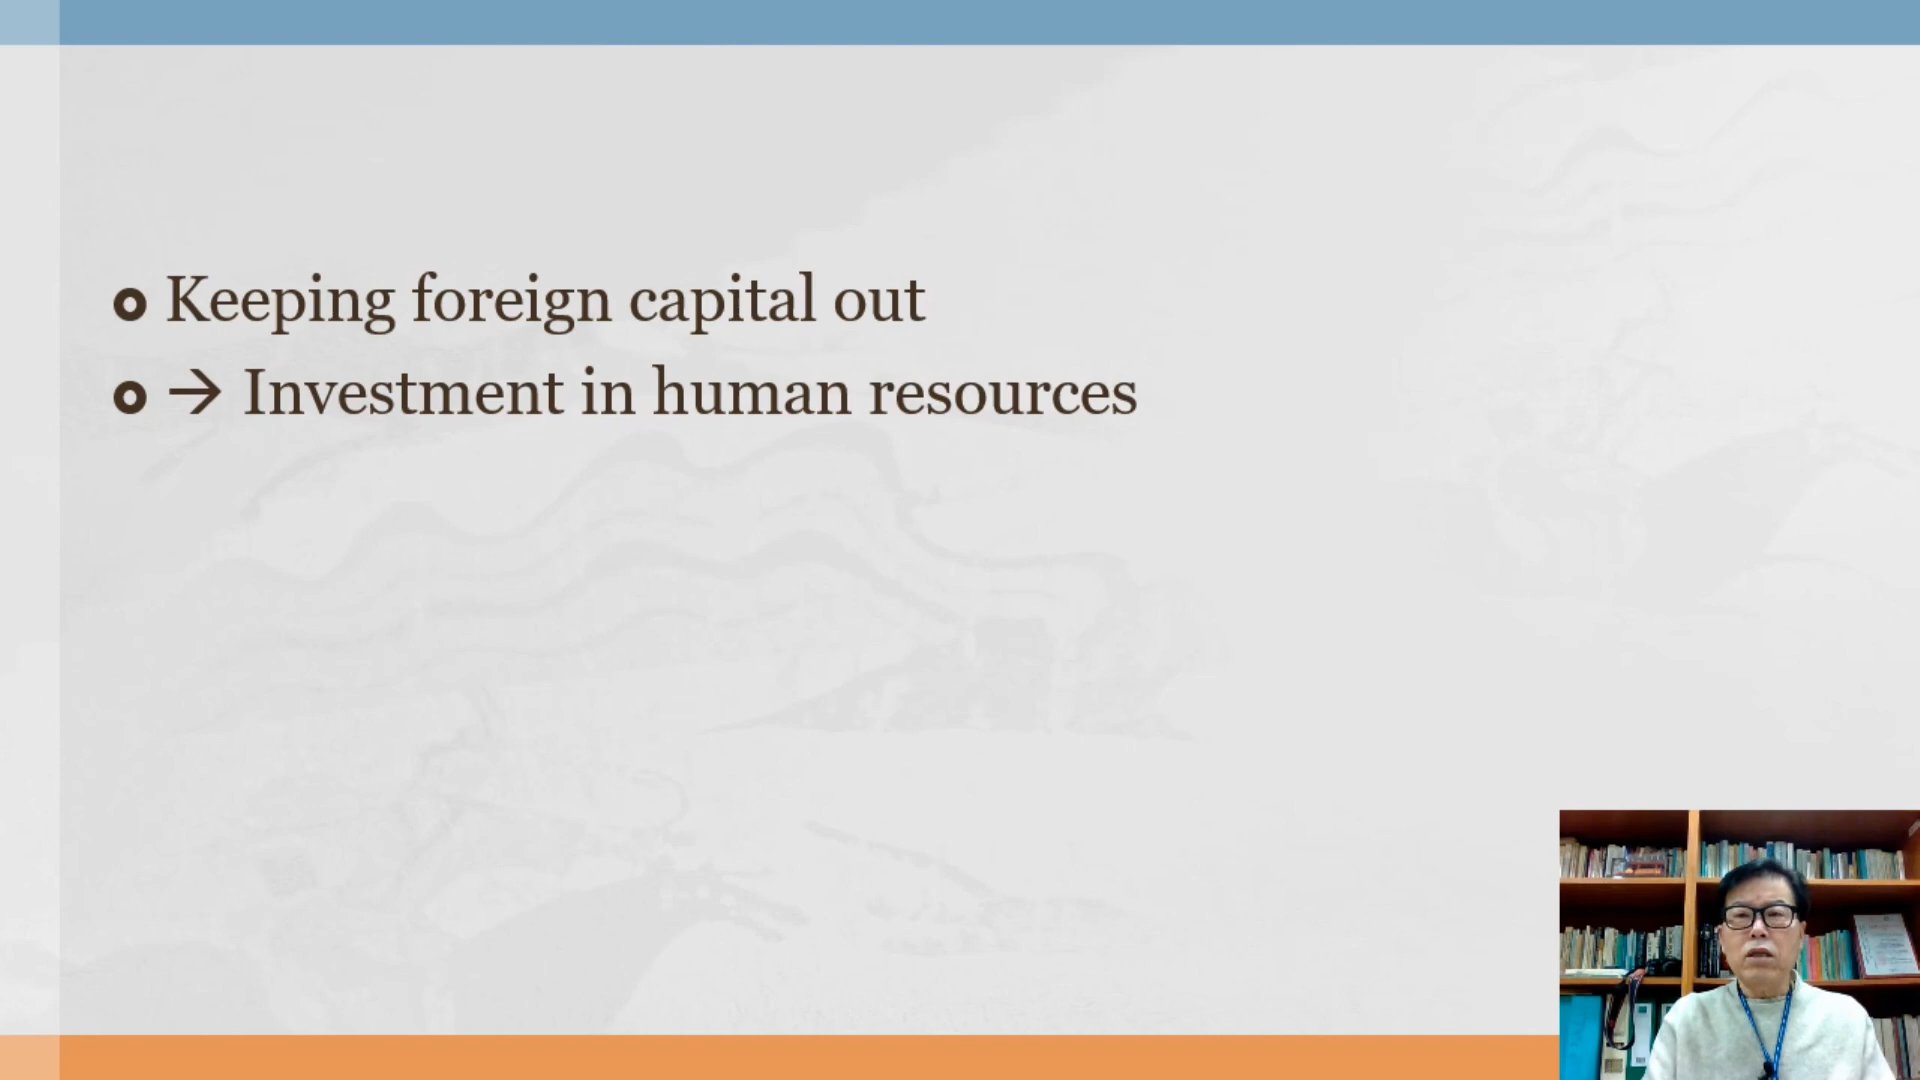 Keeping foreign capital out
→ Investment in human resources